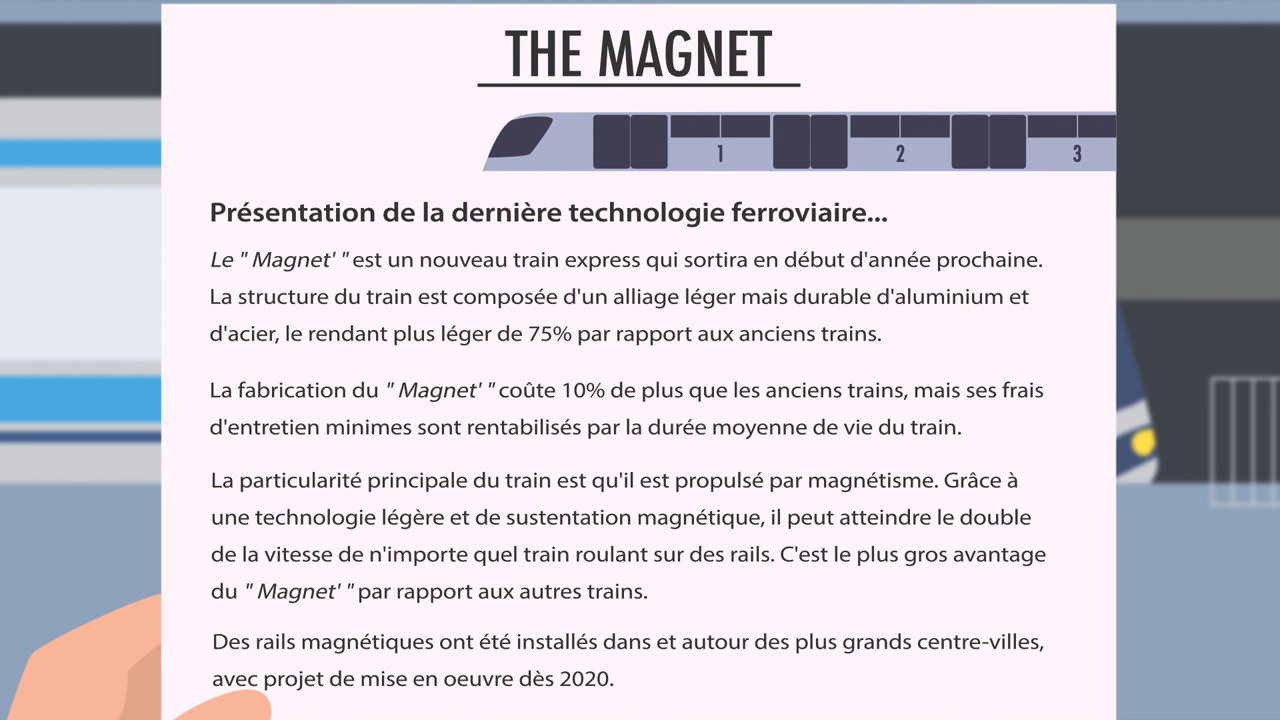 THE MAGNET
1 2 3
Présentation de la dernière technologie ferroviaire...
Le " Magnet' " est un nouveau train express qui sortira en début d'année prochaine.
La structure du train est composée d'un alliage léger mais durable d'aluminium et
d'acier, le rendant plus léger de 75% par rapport aux anciens trains.
La fabrication du " Magnet' " coûte 10% de plus que les anciens trains, mais ses frais
d'entretien minimes sont rentabilisés par la durée moyenne de vie du train.
La particularité principale du train est qu'il est propulsé par magnétisme. Grâce à
une technologie légère et de sustentation magnétique, il peut atteindre le double
de la vitesse de n'importe quel train roulant sur des rails. C'est le plus gros avantage
du " Magnet' " par rapport aux autres trains.
Des rails magnétiques ont été installés dans et autour des plus grands centre-villes,
avec projet de mise en oeuvre dès 2020.